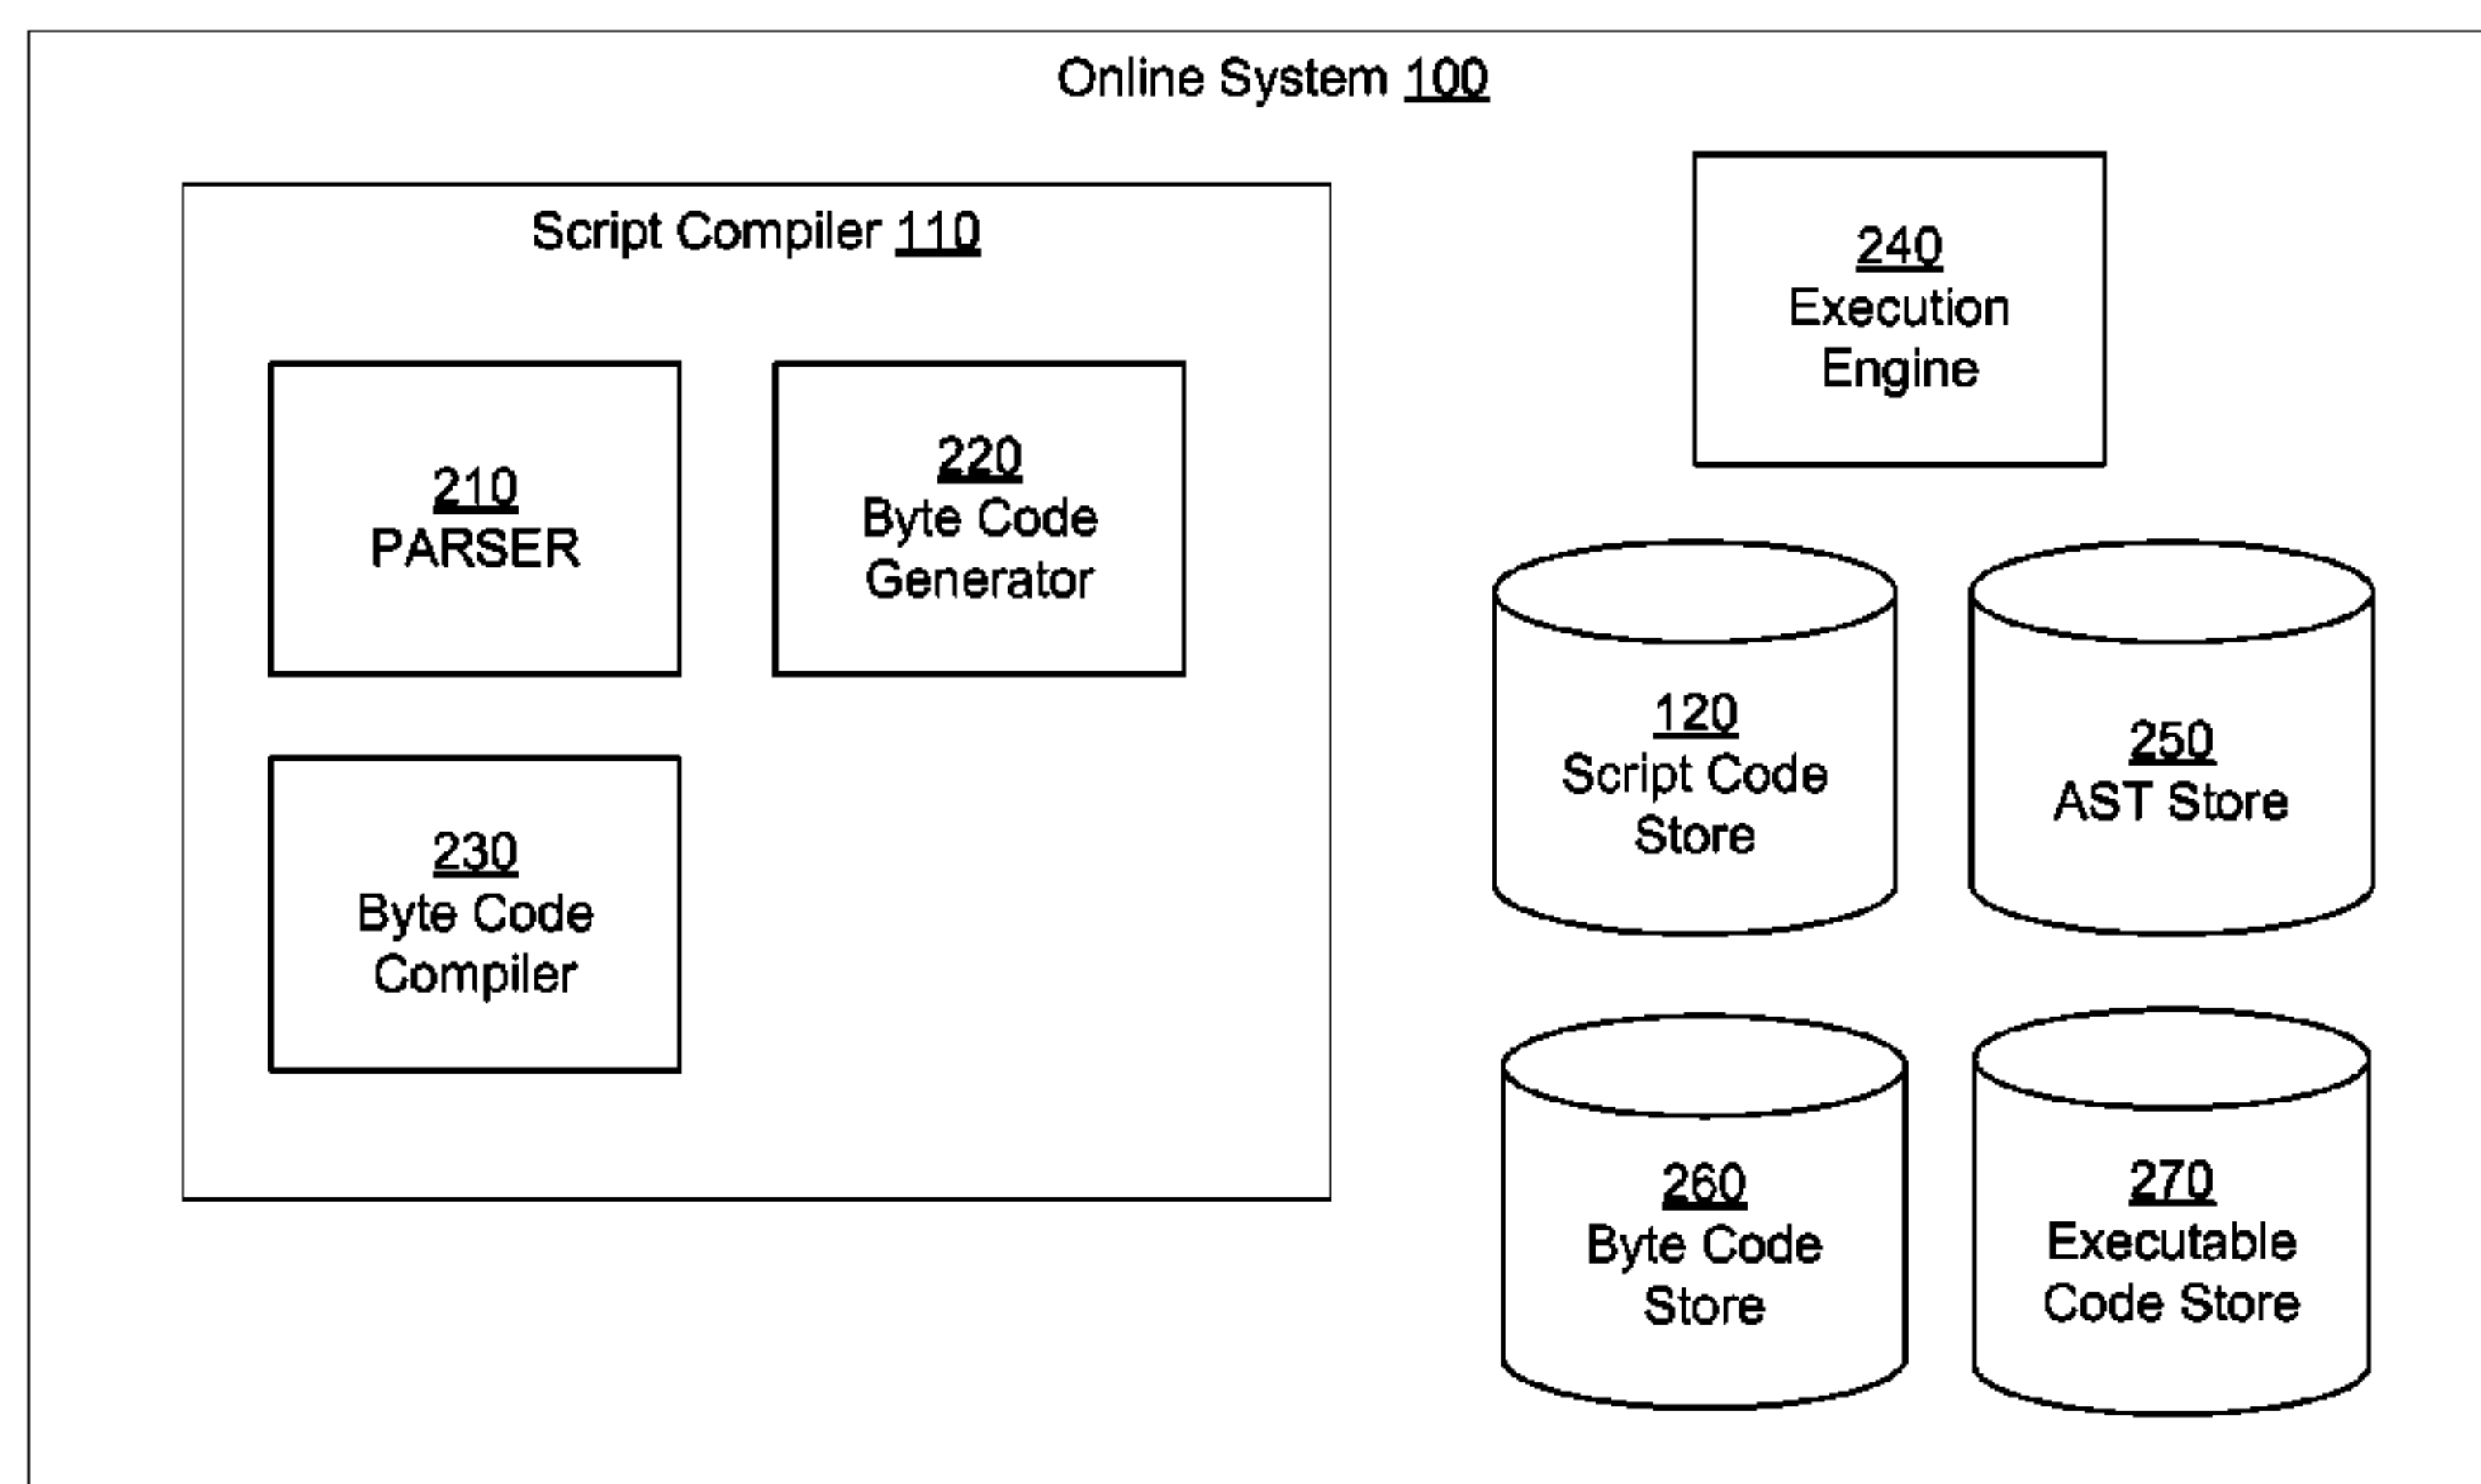 Online System 100
Script Compiler 110
210
PARSER
220
Byte Code
Generator
230
Byte Code
Compiler
240
Execution
Engine
120
Script Code
Store
250
AST Store
260
Byte Code
Store
270
Executable
Code Store